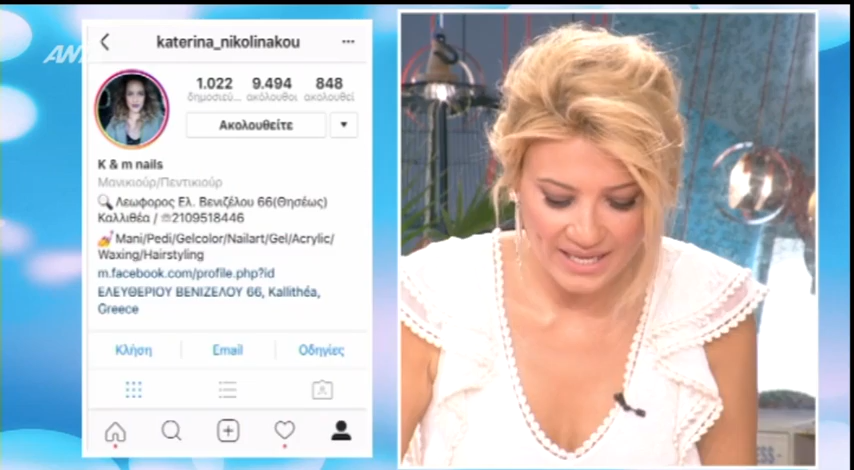 katerina_nikolinakou
1.022 9.494 848
δημοσιεύ... ακόλουθοι ακολουθεί
Ακολουθείτε
K & m nails
Μανικιούρ/Πεντικιούρ
Λεωφορος Ελ. Βενιζέλου 66(Θησέως)
Καλλιθέα / ☏2109518446
Mani/Pedi/Gelcolor/Nailart/Gel/Acrylic/
Waxing/Hairstyling
m.facebook.com/profile.php?id
ΕΛΕΥΘΕΡΙΟΥ ΒΕΝΙΖΕΛΟΥ 66, Kallithéa,
Greece
Κλήση Email Οδηγίες